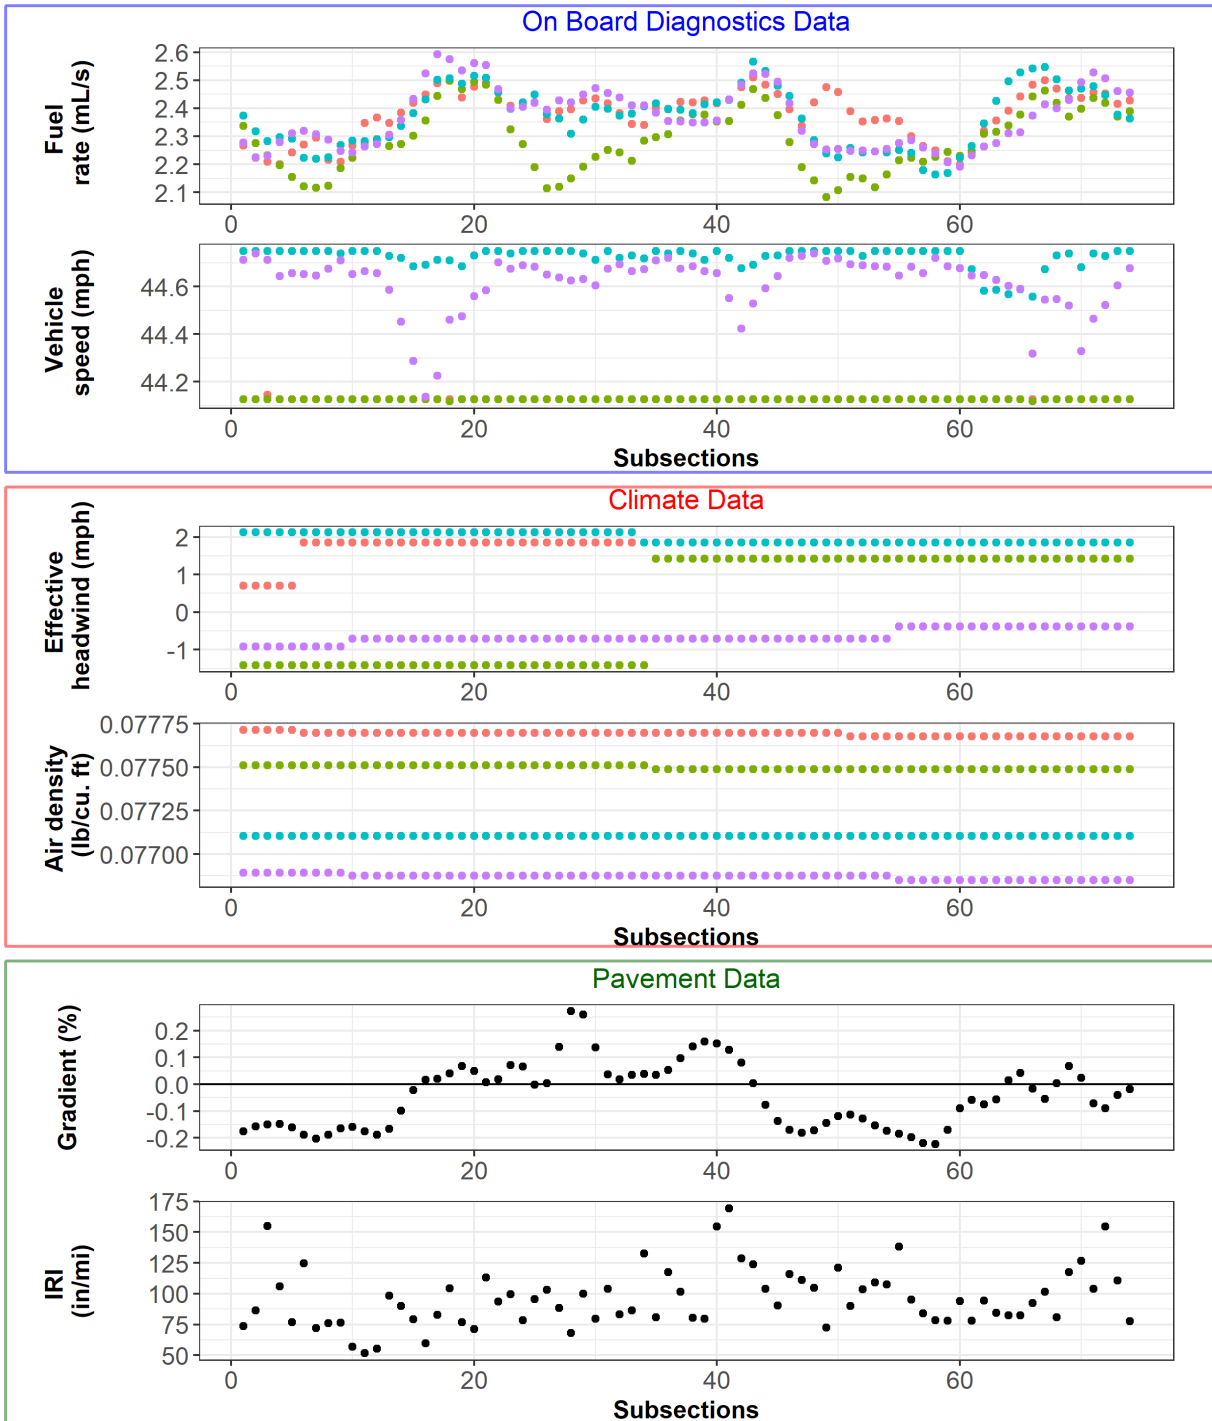 On Board Diagnostics Data
Fuel
rate (mL/s)
2.6
2.5
2.4
2.3
2.2
2.1
0 20 40 60
Vehicle
speed (mph)
44.6
44.4
44.2
0 20 40 60
Subsections
Climate Data
Effective
headwind (mph)
2
1
0
-1
0 20 40 60
Air density
(lb/cu. ft)
0.07775
0.07750
0.07725
0.07700
0 20 40 60
Subsections
Pavement Data
Gradient (%)
0.2
0.1
0.0
-0.1
-0.2
0 20 40 60
IRI
(in/mi)
175
150
125
100
75
50
0 20 40 60
Subsections